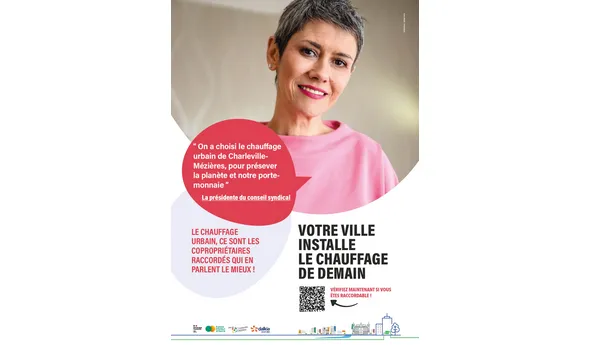 " On a choisi le chauffage
urbain de Charleville-
Mézières, pour présever
la planète et notre porte-
monnaie "
La présidente du conseil syndical
LE CHAUFFAGE
URBAIN, CE SONT LES
COPROPRIÉTAIRES
RACCORDÉS QUI EN
PARLENT LE MIEUX !
VOTRE VILLE
INSTALLE
LE CHAUFFAGE
DE DEMAIN
VÉRIFIEZ MAINTENANT SI VOUS
ÊTES RACCORDABLE !
dalkia